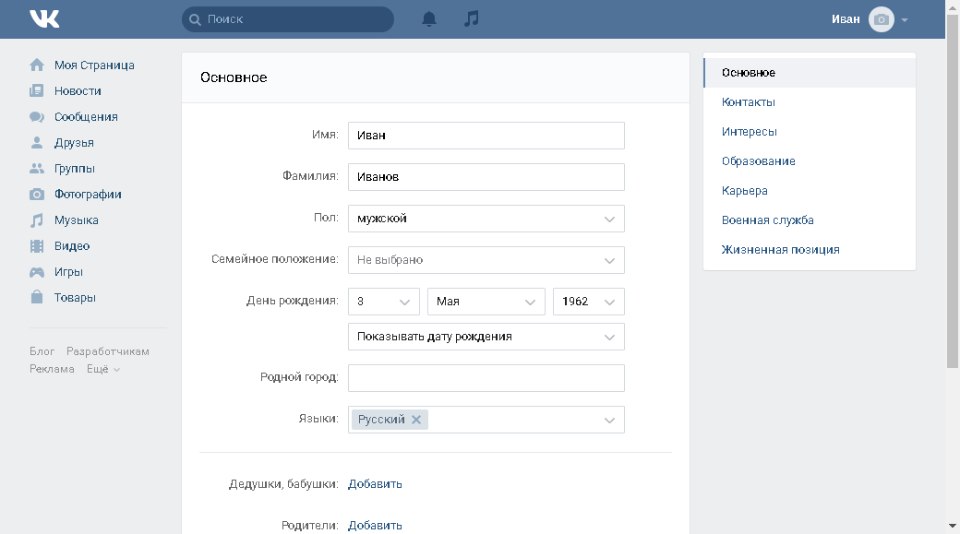 VK
Поиск
Иван
Моя Страница
Новости
Сообщения
Друзья
Группы
Фотографии
Музыка
Видео
Игры
Товары
Блог Разработчикам
Реклама Ещё
Основное
Имя: Иван
Фамилия: Иванов
Пол: мужской
Семейное положение: Не выбрано
День рождения: 3 Мая 1962
Показывать дату рождения
Родной город:
Языки: Русский
Дедушки, бабушки: Добавить
Родители: Добавить
Основное
Контакты
Интересы
Образование
Карьера
Военная служба
Жизненная позиция